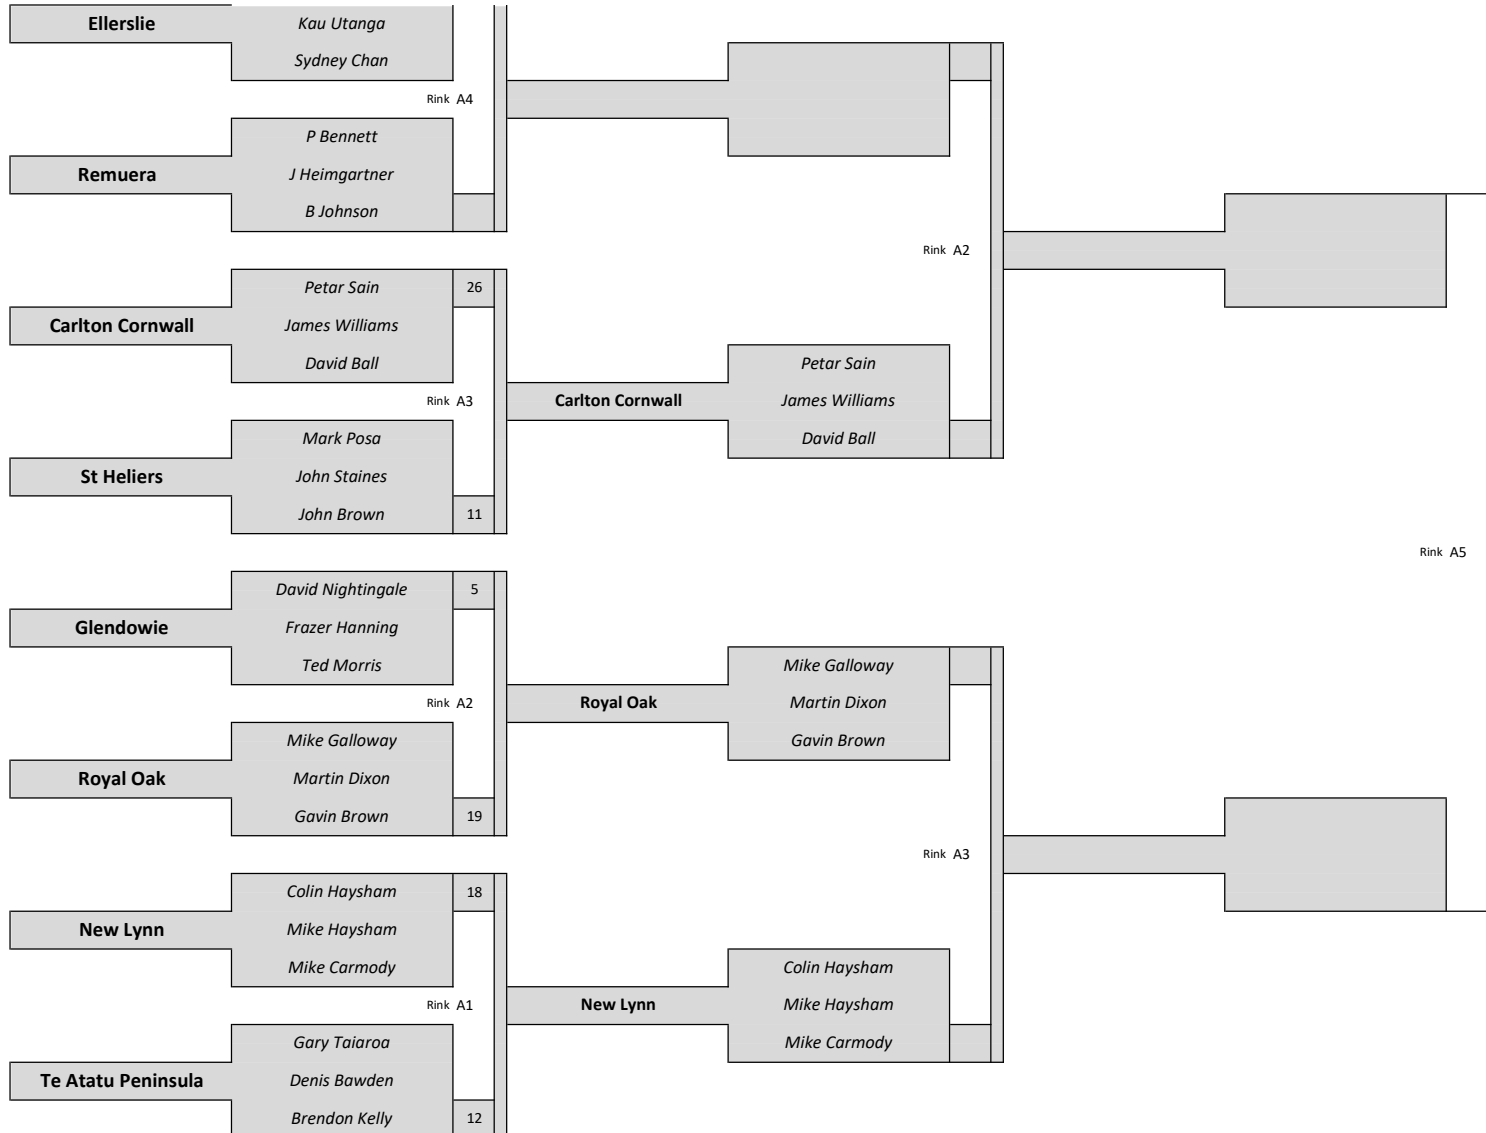 Ellerslie
Kau Utanga
Sydney Chan
Rink A4
P Bennett
Remuera
J Heimgartner
B Johnson
Rink A2
Petar Sain
26
Carlton Cornwall
James Williams
David Ball
Rink A3
Carlton Cornwall
Petar Sain
James Williams
David Ball
Mark Posa
St Heliers
John Staines
John Brown
11
Rink A5
David Nightingale
5
Glendowie
Frazer Hanning
Ted Morris
Rink A2
Royal Oak
Mike Galloway
Martin Dixon
Gavin Brown
Mike Galloway
Royal Oak
Martin Dixon
Gavin Brown
19
Rink A3
Colin Haysham
18
New Lynn
Mike Haysham
Mike Carmody
Rink A1
New Lynn
Colin Haysham
Mike Haysham
Mike Carmody
Gary Taiaroa
Te Atatu Peninsula
Denis Bawden
Brendon Kelly
12